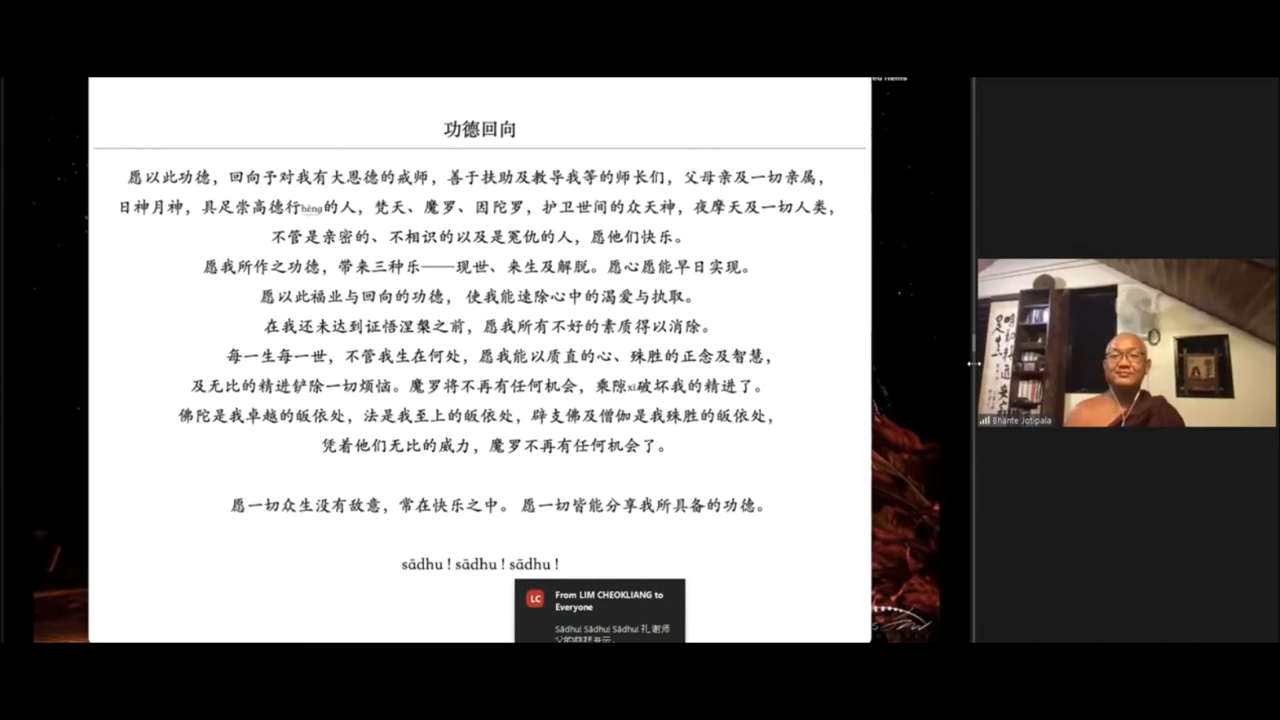 功德回向
愿以此功德，回向予对我有大恩德的戒师，善于扶助及教导我等的师长们，父母亲及一切亲属，
日神月神，具足崇高德行hèng的人，梵天、魔罗、因陀罗，护卫世间的众天神，夜摩天及一切人类，
不管是亲密的、不相识的以及是冤仇的人，愿他们快乐。
愿我所作之功德，带来三种乐——现世、来生及解脱。愿心愿能早日实现。
愿以此福业与回向的功德， 使我能速除心中的渴爱与执取。
在我还未达到证悟涅槃之前，愿我所有不好的素质得以消除。
每一生每一世，不管我生在何处，愿我能以质直的心、殊胜的正念及智慧，
及无比的精进铲除一切烦恼。魔罗将不再有任何机会，乘隙xì破坏我的精进了。
佛陀是我卓越的皈依处，法是我至上的皈依处，辟支佛及僧伽是我殊胜的皈依处，
凭着他们无比的威力，魔罗不再有任何机会了。
愿一切众生没有敌意，常在快乐之中。 愿一切皆能分享我所具备的功德。
sādhu ! sādhu ! sādhu !
LC
From LIM CHEOKLIANG to
Everyone
Sādhu! Sādhu! Sādhu! 礼谢师
Bhante Jotipala